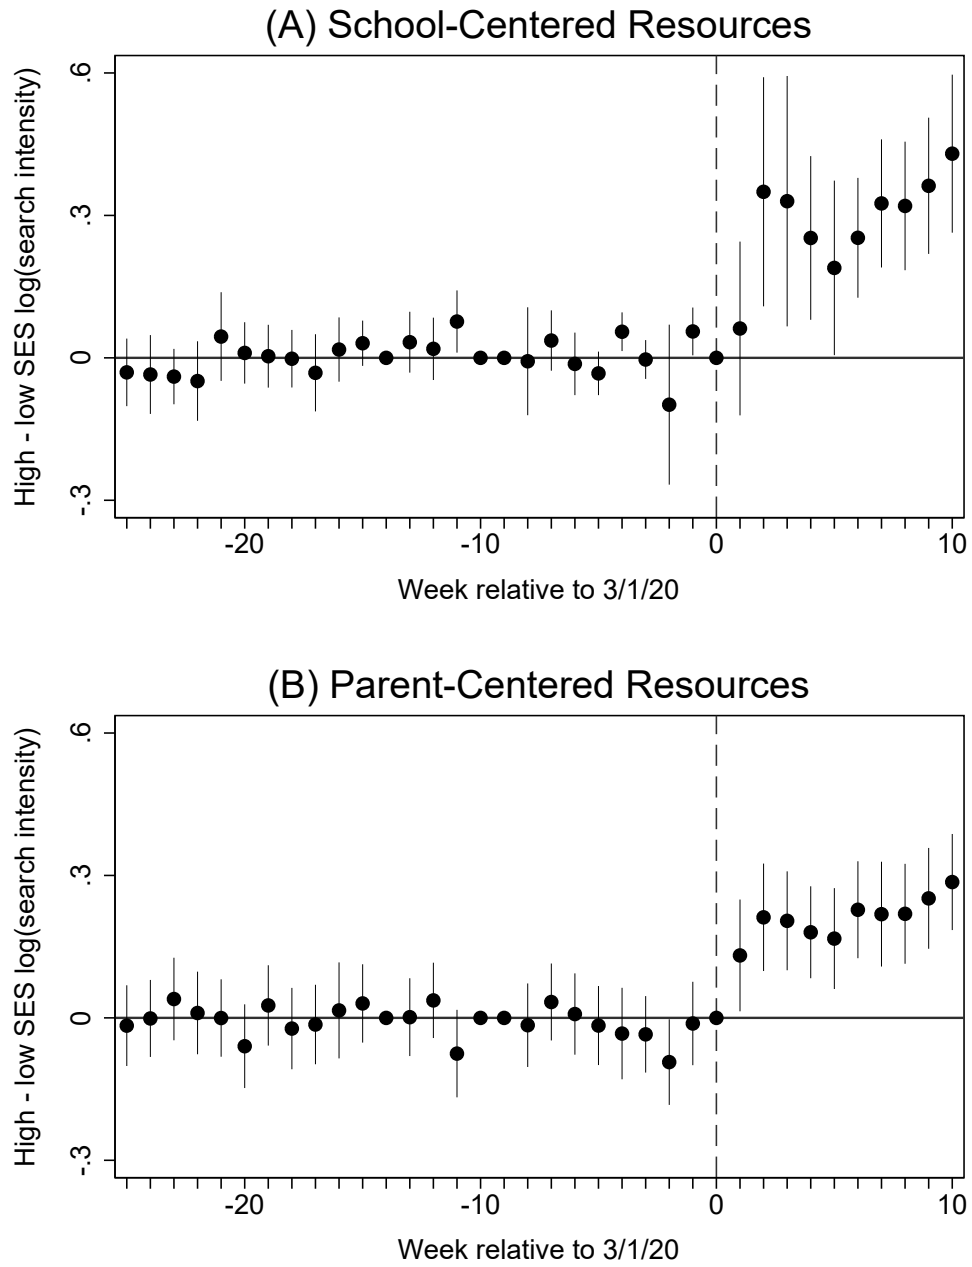 (A) School-Centered Resources
High - low SES log(search intensity)
.6
.3
0
-.3
-20
-10
0
10
Week relative to 3/1/20
(B) Parent-Centered Resources
High - low SES log(search intensity)
.6
.3
0
-.3
-20
-10
0
10
Week relative to 3/1/20